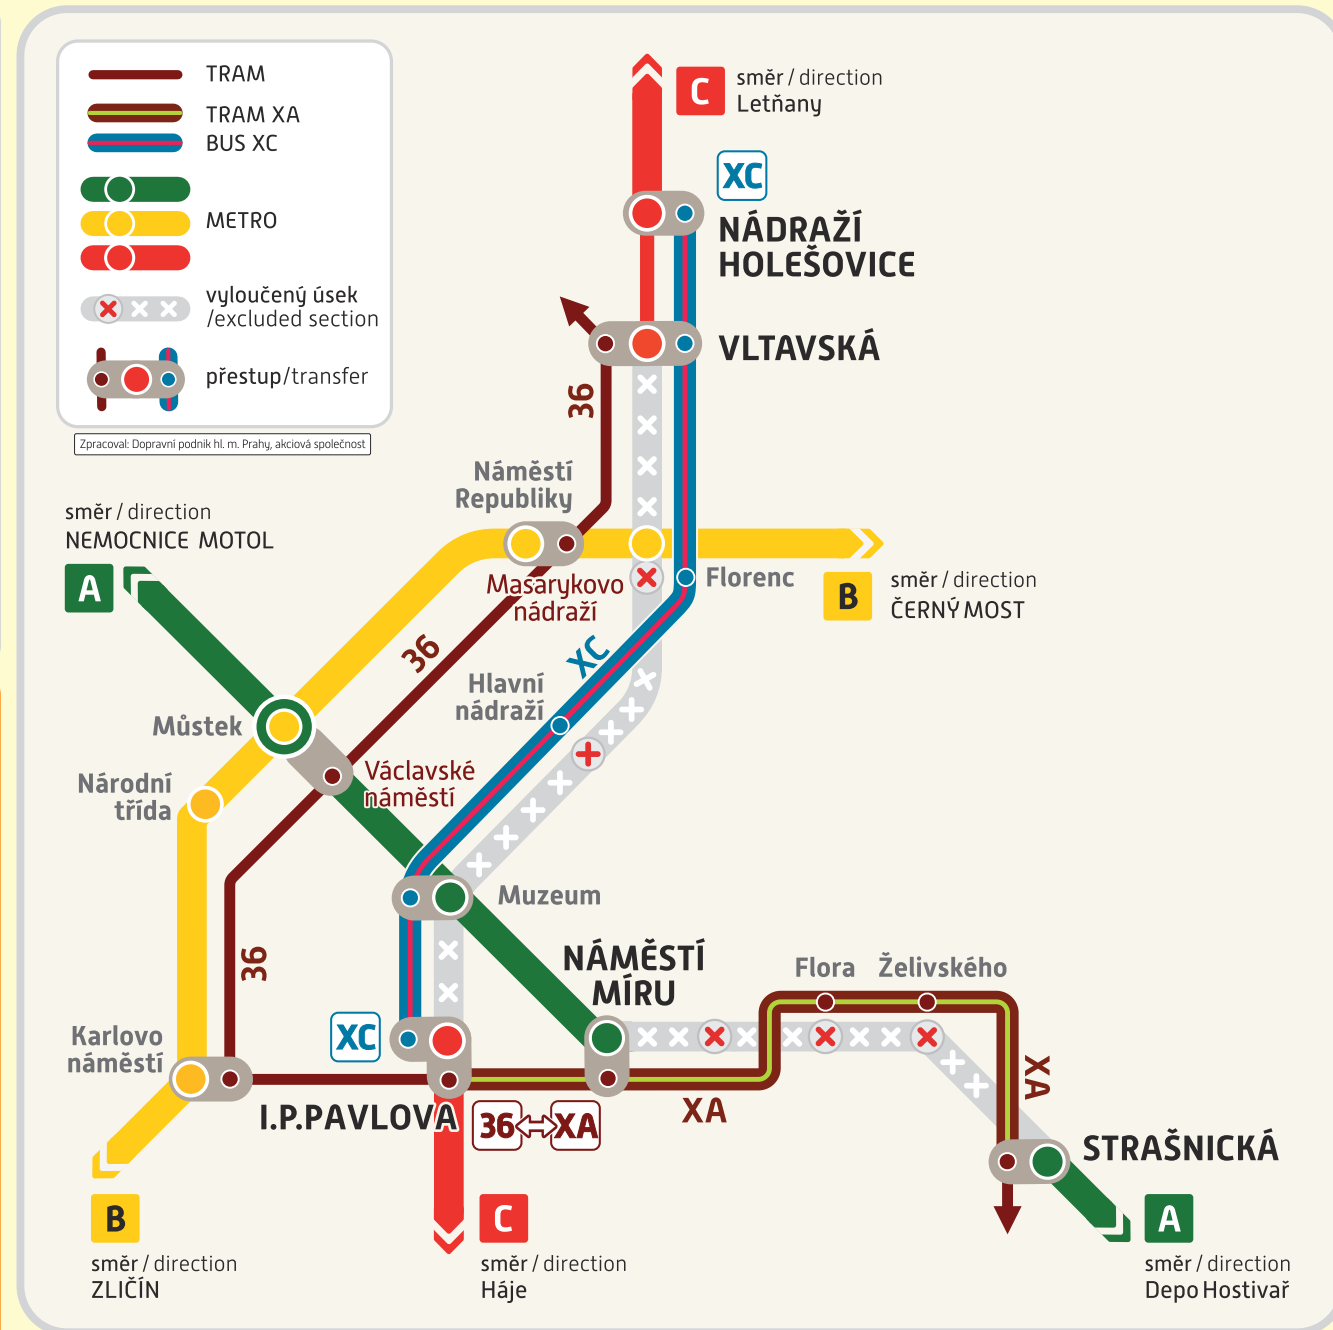 TRAM
TRAM XA
BUS XC
METRO
vyloučený úsek
/excluded section
přestup/transfer
Zpracoval: Dopravní podnik hl. m. Prahy, akciová společnost
C
směr / direction
Letňany
XC
NÁDRAŽÍ
HOLEŠOVICE
VLTAVSKÁ
36
Náměstí
Republiky
směr / direction
NEMOCNICE MOTOL
A
Masarykovo
nádraží
Florenc
B
směr / direction
ČERNÝ MOST
36
XC
Hlavní
nádraží
Můstek
Václavské
náměstí
Národní
třída
Muzeum
36
NÁMĚSTÍ
MÍRU
Flora
Želivského
XC
Karlovo
náměstí
I.P.PAVLOVA
36
XA
XA
XA
STRAŠNICKÁ
B
směr / direction
ZLIČÍN
C
směr / direction
Háje
A
směr / direction
Depo Hostivař